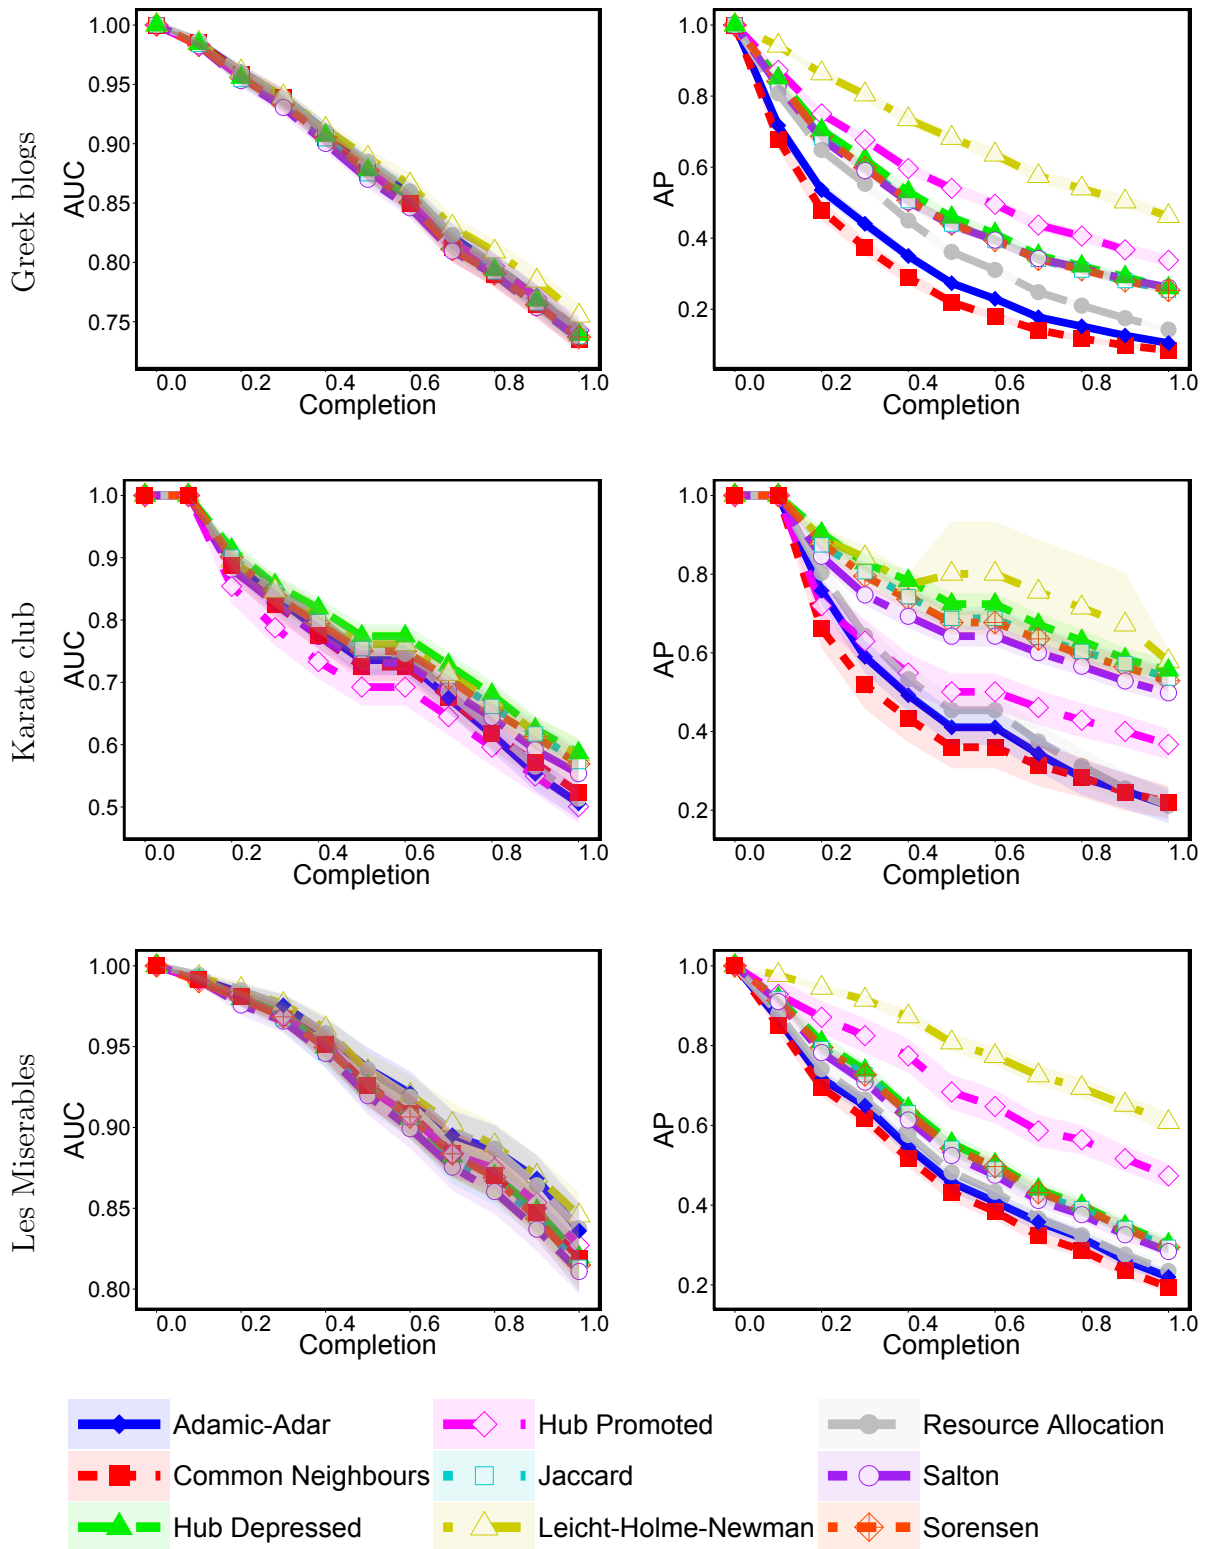 Greek blogs
AUC
1.00
0.95
0.90
0.85
0.80
0.75
0.0 0.2 0.4 0.6 0.8 1.0
Completion
AP
1.0
0.8
0.6
0.4
0.2
0.0 0.2 0.4 0.6 0.8 1.0
Completion
Karate club
AUC
1.0
0.9
0.8
0.7
0.6
0.5
0.0 0.2 0.4 0.6 0.8 1.0
Completion
AP
1.0
0.8
0.6
0.4
0.2
0.0 0.2 0.4 0.6 0.8 1.0
Completion
Les Miserables
AUC
1.00
0.95
0.90
0.85
0.80
0.0 0.2 0.4 0.6 0.8 1.0
Completion
AP
1.0
0.8
0.6
0.4
0.2
0.0 0.2 0.4 0.6 0.8 1.0
Completion
Adamic-Adar Hub Promoted Resource Allocation
Common Neighbours Jaccard Salton
Hub Depressed Leicht-Holme-Newman Sorensen